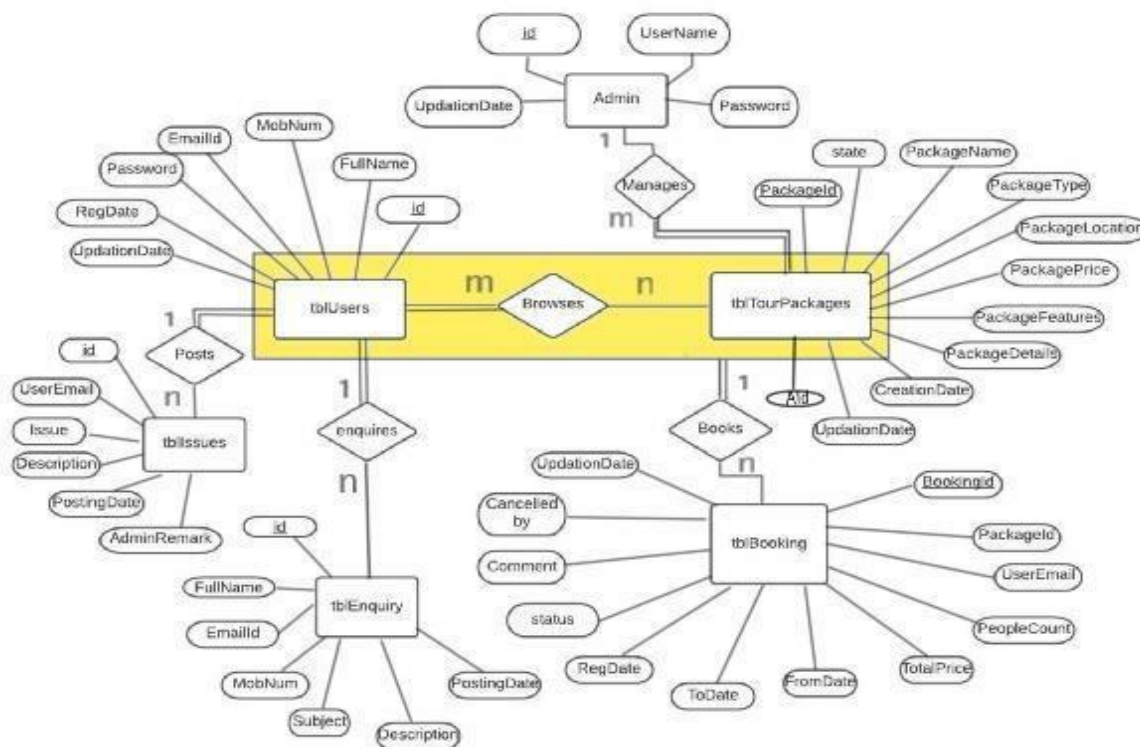 id
UserName
Admin
UpdationDate
Password
1
Manages
m
EmailId
MobNum
FullName
Password
id
RegDate
UpdationDate
state
PackageName
PackageId
PackageType
PackageLocation
PackagePrice
PackageFeatures
PackageDetails
CreationDate
UpdationDate
AId
tblUsers
m
Browses
n
tblTourPackages
1
Posts
n
id
UserEmail
Issue
tblIssues
Description
PostingDate
AdminRemark
1
enquires
n
id
FullName
tblEnquiry
EmailId
MobNum
PostingDate
Subject
Description
1
Books
n
UpdationDate
BookingId
Cancelled
by
PackageId
tblBooking
Comment
UserEmail
status
PeopleCount
RegDate
TotalPrice
ToDate
FromDate